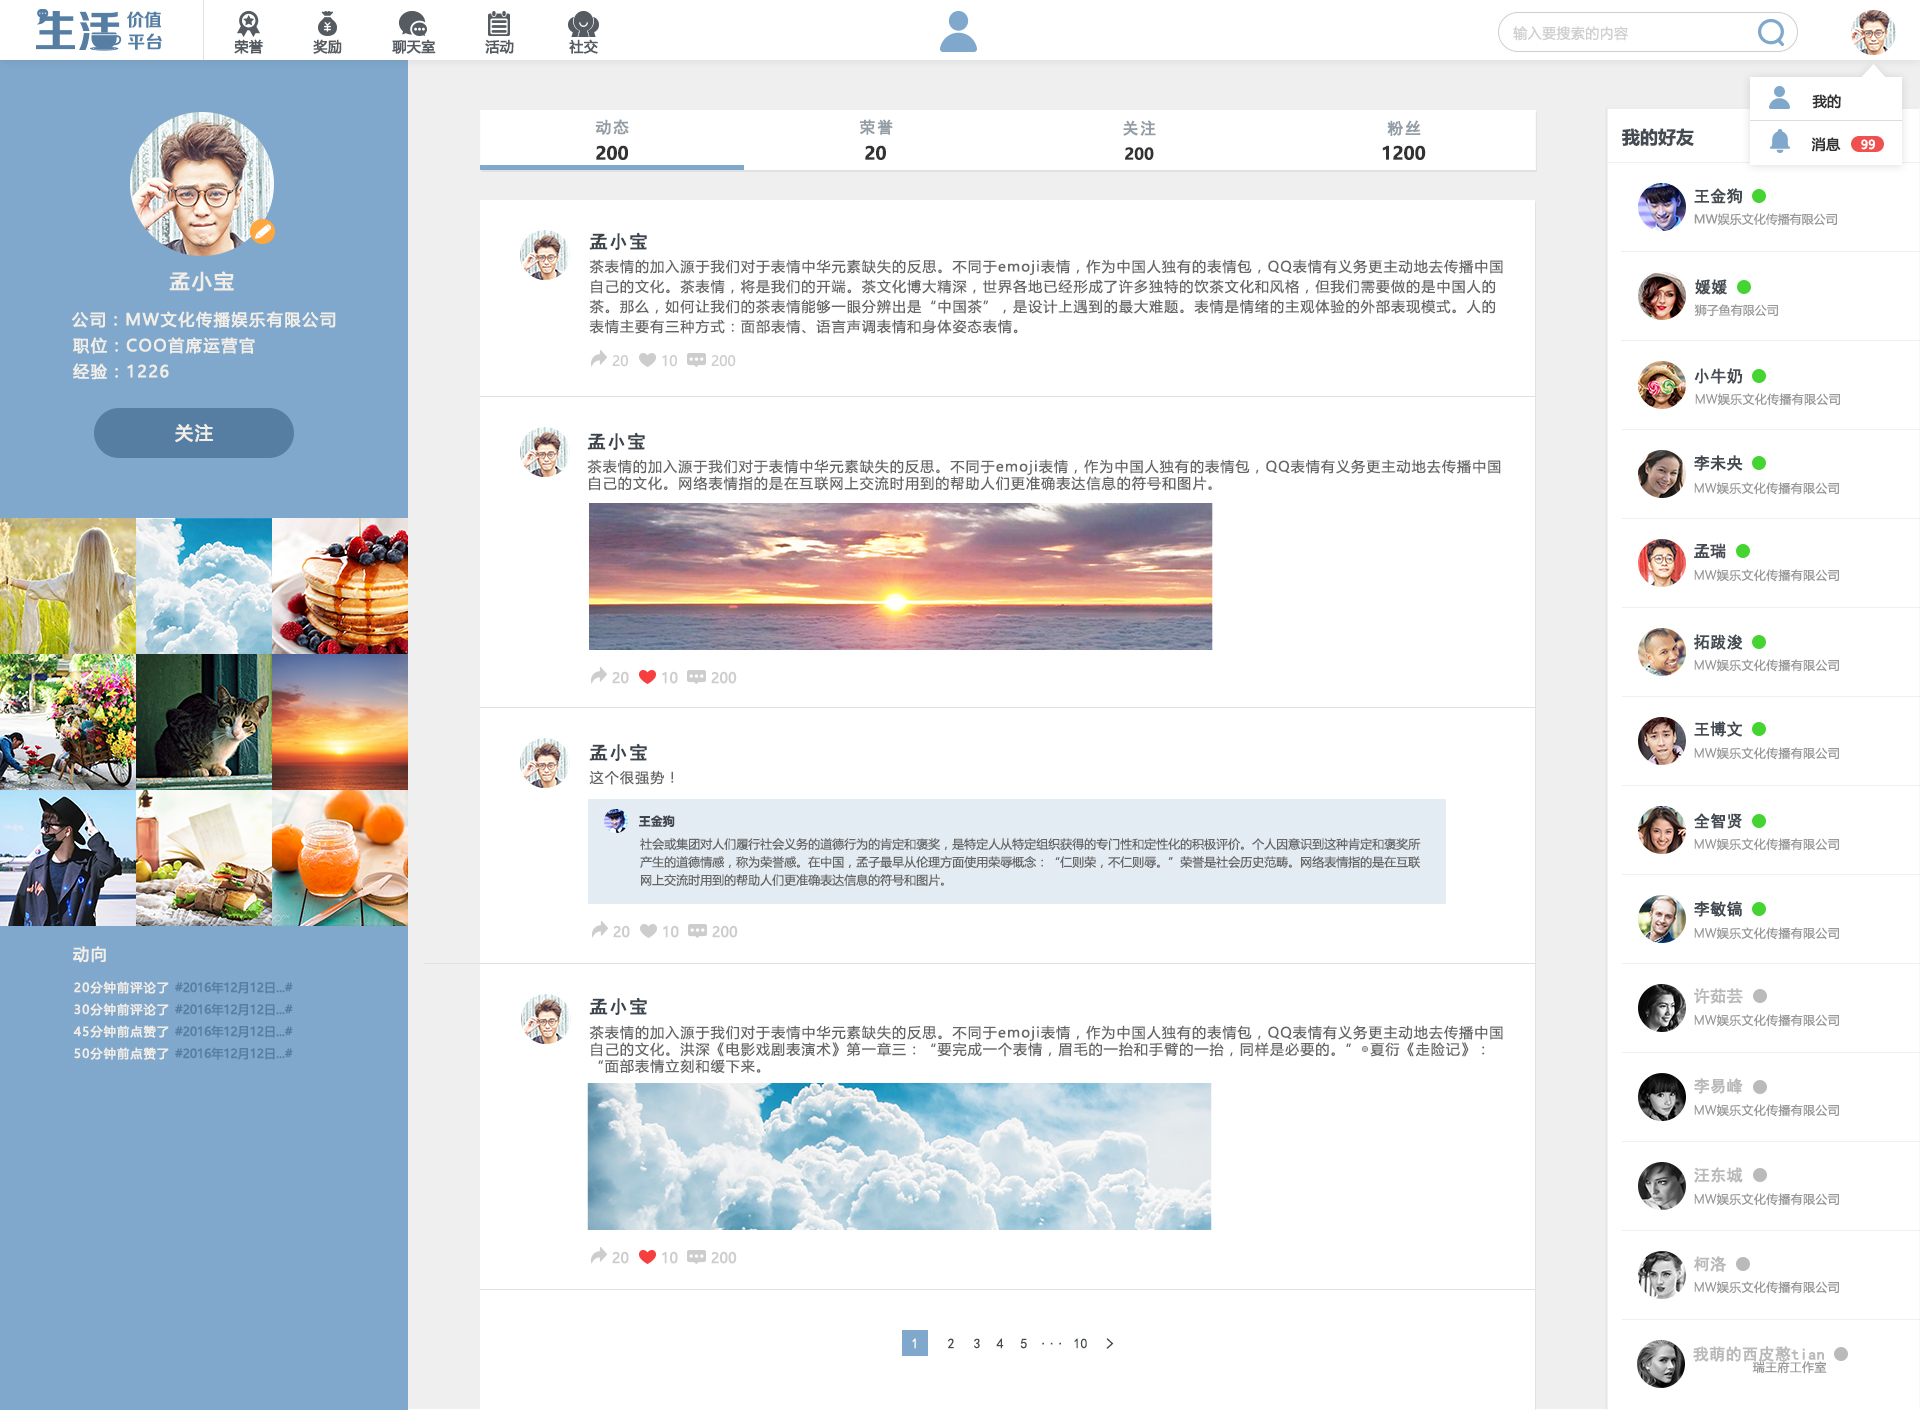 生活 价值
平台
荣誉
奖励
聊天室
活动
社交
输入要搜索的内容
我的
消息 99
孟小宝
公司：MW文化传播娱乐有限公司
职位：COO首席运营官
经验：1226
关注
动向
20分钟前评论了 #2016年12月12日...#
30分钟前评论了 #2016年12月12日...#
45分钟前点赞了 #2016年12月12日...#
50分钟前点赞了 #2016年12月12日...#
动态
200
荣誉
20
关注
200
粉丝
1200
孟小宝
茶表情的加入源于我们对于表情中华元素缺失的反思。不同于emoji表情，作为中国人独有的表情包，QQ表情有义务更主动地去传播中国
自己的文化。茶表情，将是我们的开端。茶文化博大精深，世界各地已经形成了许多独特的饮茶文化和风格，但我们需要做的是中国人的
茶。那么，如何让我们的茶表情能够一眼分辨出是“中国茶”，是设计上遇到的最大难题。表情是情绪的主观体验的外部表现模式。人的
表情主要有三种方式：面部表情、语言声调表情和身体姿态表情。
20 10 200
孟小宝
茶表情的加入源于我们对于表情中华元素缺失的反思。不同于emoji表情，作为中国人独有的表情包，QQ表情有义务更主动地去传播中国
自己的文化。网络表情指的是在互联网上交流时用到的帮助人们更准确表达信息的符号和图片。
20 10 200
孟小宝
这个很强势！
王金狗
社会或集团对人们履行社会义务的道德行为的肯定和褒奖，是特定人从特定组织获得的专门性和定性化的积极评价。个人因意识到这种肯定和褒奖所
产生的道德情感，称为荣誉感。在中国，孟子最早从伦理方面使用荣辱概念：“仁则荣，不仁则辱。”荣誉是社会历史范畴。网络表情指的是在互联
网上交流时用到的帮助人们更准确表达信息的符号和图片。
20 10 200
孟小宝
茶表情的加入源于我们对于表情中华元素缺失的反思。不同于emoji表情，作为中国人独有的表情包，QQ表情有义务更主动地去传播中国
自己的文化。洪深《电影戏剧表演术》第一章三：“要完成一个表情，眉毛的一抬和手臂的一抬，同样是必要的。”◎夏衍《走险记》：
“面部表情立刻和缓下来。
20 10 200
1 2 3 4 5 ··· 10 >
我的好友
王金狗
MW娱乐文化传播有限公司
媛媛
狮子鱼有限公司
小牛奶
MW娱乐文化传播有限公司
李未央
MW娱乐文化传播有限公司
孟瑞
MW娱乐文化传播有限公司
拓跋浚
MW娱乐文化传播有限公司
王博文
MW娱乐文化传播有限公司
全智贤
MW娱乐文化传播有限公司
李敏镐
MW娱乐文化传播有限公司
许茹芸
MW娱乐文化传播有限公司
李易峰
MW娱乐文化传播有限公司
汪东城
MW娱乐文化传播有限公司
柯洛
MW娱乐文化传播有限公司
我萌的西皮憨tian
瑞王府工作室